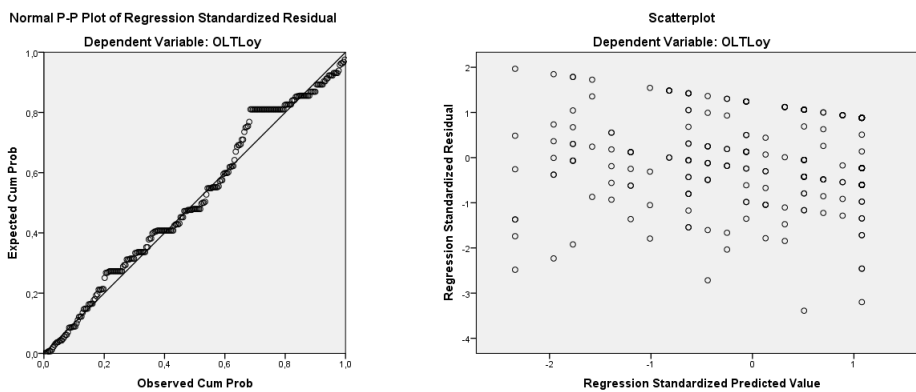 Normal P-P Plot of Regression Standardized Residual
Dependent Variable: OLTLoy
1,0
0,8
0,6
0,4
0,2
0,0
0,0 0,2 0,4 0,6 0,8 1,0
Expected Cum Prob
Observed Cum Prob
Scatterplot
Dependent Variable: OLTLoy
2
1
0
-1
-2
-3
-4
-2 -1 0 1
Regression Standardized Residual
Regression Standardized Predicted Value